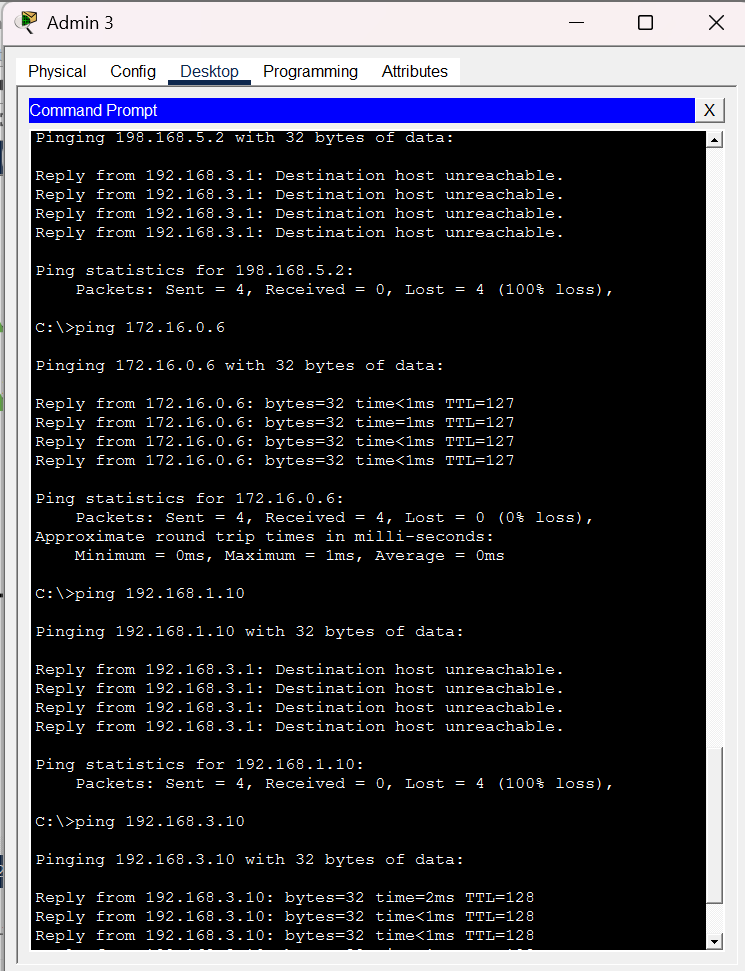 Admin 3
Physical Config Desktop Programming Attributes
Command Prompt X
Pinging 198.168.5.2 with 32 bytes of data:
Reply from 192.168.3.1: Destination host unreachable.
Reply from 192.168.3.1: Destination host unreachable.
Reply from 192.168.3.1: Destination host unreachable.
Reply from 192.168.3.1: Destination host unreachable.
Ping statistics for 198.168.5.2:
Packets: Sent = 4, Received = 0, Lost = 4 (100% loss),
C:\>ping 172.16.0.6
Pinging 172.16.0.6 with 32 bytes of data:
Reply from 172.16.0.6: bytes=32 time<1ms TTL=127
Reply from 172.16.0.6: bytes=32 time=1ms TTL=127
Reply from 172.16.0.6: bytes=32 time<1ms TTL=127
Reply from 172.16.0.6: bytes=32 time<1ms TTL=127
Ping statistics for 172.16.0.6:
Packets: Sent = 4, Received = 4, Lost = 0 (0% loss),
Approximate round trip times in milli-seconds:
Minimum = 0ms, Maximum = 1ms, Average = 0ms
C:\>ping 192.168.1.10
Pinging 192.168.1.10 with 32 bytes of data:
Reply from 192.168.3.1: Destination host unreachable.
Reply from 192.168.3.1: Destination host unreachable.
Reply from 192.168.3.1: Destination host unreachable.
Reply from 192.168.3.1: Destination host unreachable.
Ping statistics for 192.168.1.10:
Packets: Sent = 4, Received = 0, Lost = 4 (100% loss),
C:\>ping 192.168.3.10
Pinging 192.168.3.10 with 32 bytes of data:
Reply from 192.168.3.10: bytes=32 time=2ms TTL=128
Reply from 192.168.3.10: bytes=32 time<1ms TTL=128
Reply from 192.168.3.10: bytes=32 time<1ms TTL=128